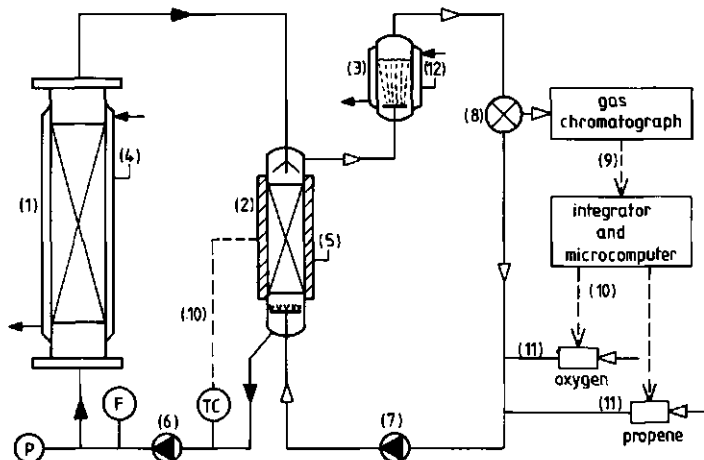 (1)
(4)
(2)
(5)
(3)
(12)
(8)
gas
chromatograph
(9)
integrator
and
microcomputer
(10)
(10)
(11)
oxygen
(11)
propene
(6)
(7)
P
F
TC